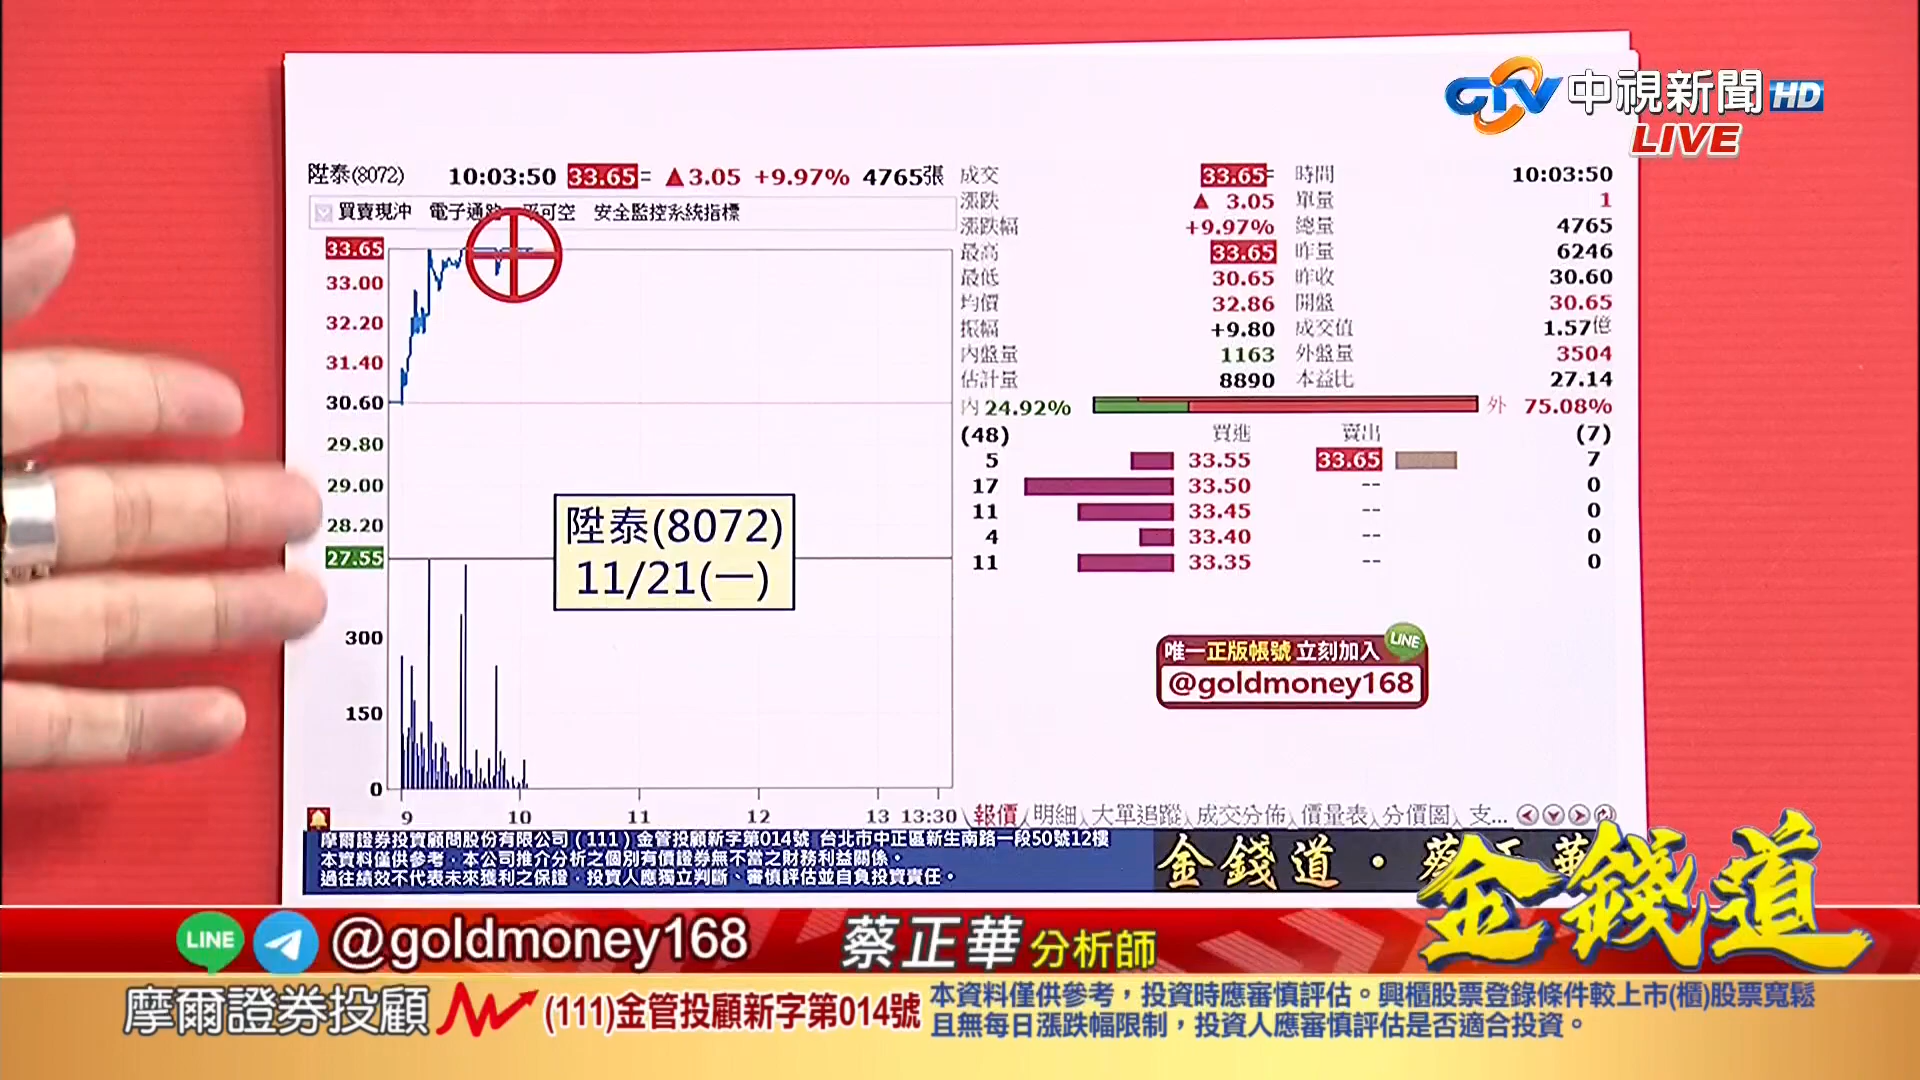 CTV 中視新聞 HD
LIVE
陞泰(8072) 10:03:50 33.65= ▲3.05 +9.97% 4765張
買賣現沖 電子通路 平可空 安全監控系統指標
33.65
33.00
32.20
31.40
30.60
29.80
29.00
28.20
27.55
300
150
0
9 10 11 12 13 13:30
陞泰(8072)
11/21(一)
成交 33.65= 時間 10:03:50
漲跌 ▲ 3.05 單量 1
漲跌幅 +9.97% 總量 4765
最高 33.65 昨量 6246
最低 30.65 昨收 30.60
均價 32.86 開盤 30.65
振幅 +9.80 成交值 1.57億
內盤量 1163 外盤量 3504
估計量 8890 本益比 27.14
內 24.92% 外 75.08%
(48) 買進 賣出 (7)
5 33.55 33.65 7
17 33.50 -- 0
11 33.45 -- 0
4 33.40 -- 0
11 33.35 -- 0
唯一正版帳號 立刻加入 LINE
@goldmoney168
報價 明細 大單追蹤 成交分佈 價量表 分價圖 支...
摩爾證券投資顧問股份有限公司(111)金管投顧新字第014號 台北市中正區新生南路一段50號12樓
本資料僅供參考．本公司推介分析之個別有價證券無不當之財務利益關係。
過往績效不代表未來獲利之保證．投資人應獨立判斷、審慎評估並自負投資責任。
金錢道・蔡正華
金錢道
LINE @goldmoney168 蔡正華 分析師
摩爾證券投顧 (111)金管投顧新字第014號
本資料僅供參考，投資時應審慎評估。興櫃股票登錄條件較上市(櫃)股票寬鬆
且無每日漲跌幅限制，投資人應審慎評估是否適合投資。